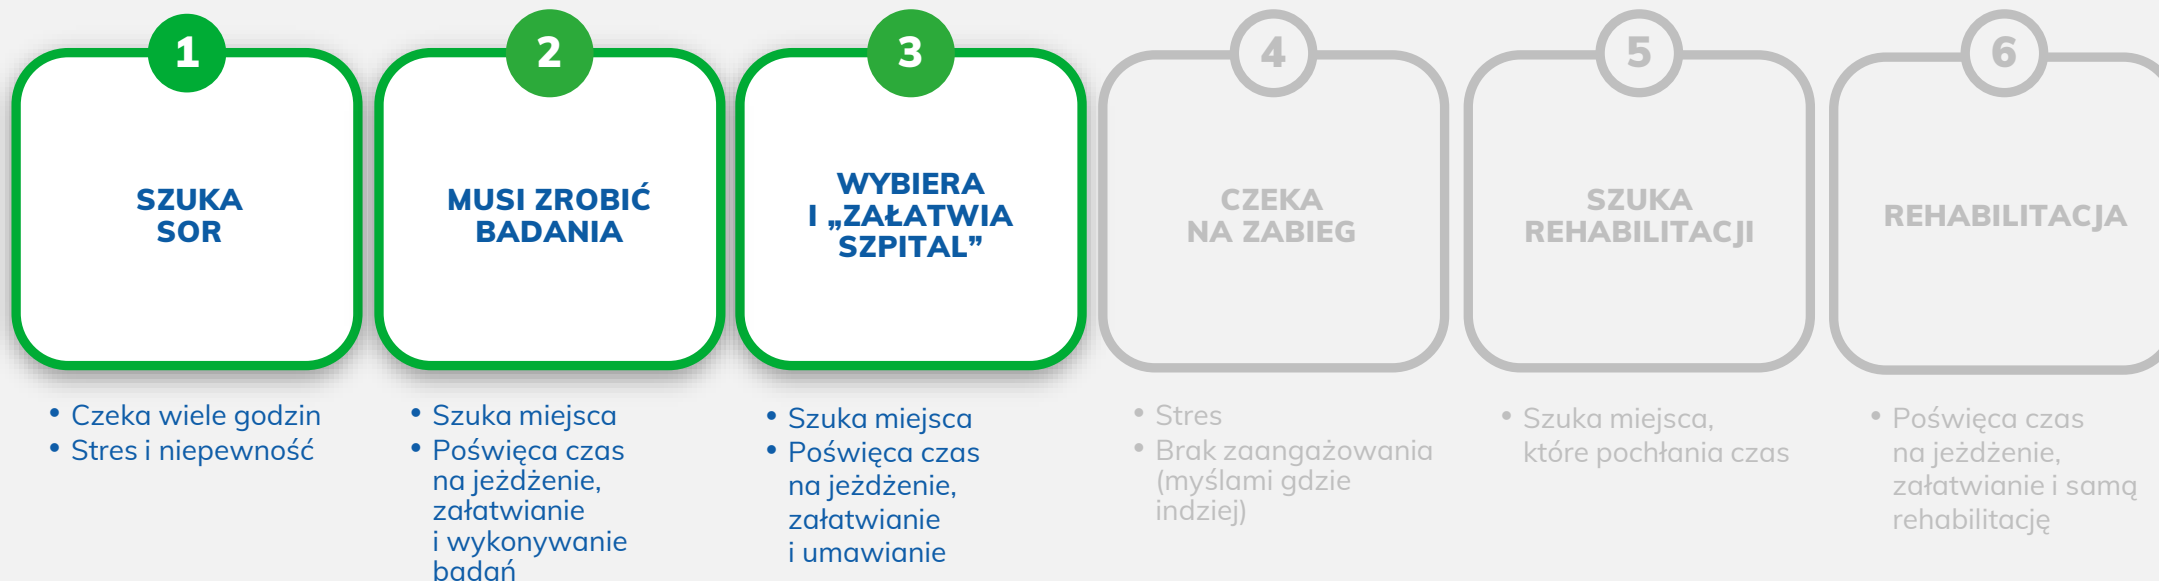 1
SZUKA
SOR
• Czeka wiele godzin
• Stres i niepewność
2
MUSI ZROBIĆ
BADANIA
• Szuka miejsca
• Poświęca czas
na jeżdżenie,
załatwianie
i wykonywanie
badań
3
WYBIERA
I „ZAŁATWIA
SZPITAL”
• Szuka miejsca
• Poświęca czas
na jeżdżenie,
załatwianie
i umawianie
4
CZEKA
NA ZABIEG
• Stres
• Brak zaangażowania
(myślami gdzie
indziej)
5
SZUKA
REHABILITACJI
• Szuka miejsca,
które pochłania czas
6
REHABILITACJA
• Poświęca czas
na jeżdżenie,
załatwianie i samą
rehabilitację